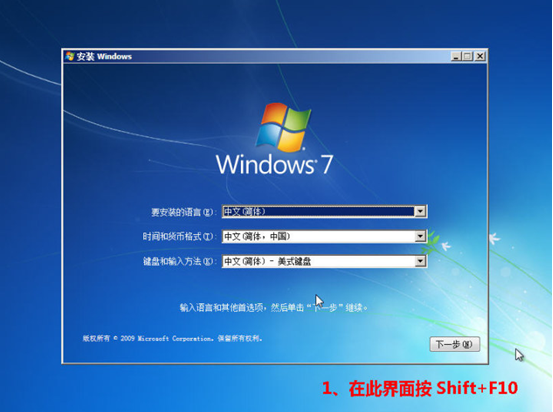 安装 Windows
Windows 7
要安装的语言(E):
中文(简体)
时间和货币格式(T):
中文(简体，中国)
键盘和输入方法(K):
中文(简体) - 美式键盘
输入语言和其他首选项，然后单击“下一步”继续。
版权所有 © 2009 Microsoft Corporation。保留所有权利。
下一步(N)
1、在此界面按 Shift+F10